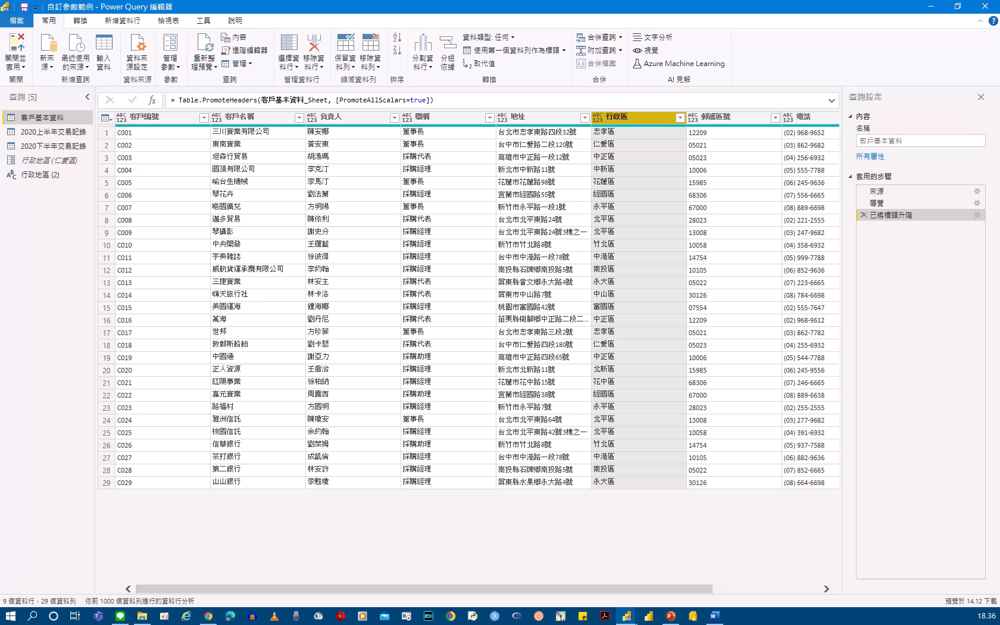 自訂參數範例 - Power Query 編輯器
檔案 常用 轉換 新增資料行 檢視表 工具 說明
關閉並套用 新來源 最近使用的來源 輸入資料 資料來源設定 管理參數 重新整理預覽 內容 進階編輯器 管理 選擇資料行 移除資料行 保留資料列 移除資料列 分割資料行 分組依據 資料類型: 任何 使用第一個資料列作為標頭 取代值 合併查詢 附加查詢 合併檔案 文字分析 視覺 Azure Machine Learning
關閉 新增查詢 資料來源 參數 查詢 管理資料行 縮減資料列 排序 轉換 合併 AI 見解
查詢 [5]
客戶基本資料
2020上半年交易記錄
2020下半年交易記錄
行政地區 (仁愛區)
行政地區 (2)
= Table.PromoteHeaders(客戶基本資料_Sheet, [PromoteAllScalars=true])
客戶編號 客戶名稱 負責人 職稱 地址 行政區 郵遞區號 電話
1 C001 三川實業有限公司 陳安娜 董事長 台北市忠孝東路四段32號 忠孝區 12209 (02) 968-9652
2 C002 東南實業 黃安東 董事長 台中市仁愛路二段120號 仁愛區 05021 (03) 862-9682
3 C003 坦森行貿易 胡湯瑪 採購代表 高雄市中正路一段12號 中正區 05023 (04) 256-6932
4 C004 國頂有限公司 李克汀 採購經理 新北市中新路11號 中新區 10006 (05) 555-7788
5 C005 喻台生機械 李馬汀 董事長 花蓮市花蓮路98號 花蓮區 15985 (06) 245-9636
6 C006 琴花卉 劉法蘭 採購經理 宜蘭市經國路55號 經國區 68306 (07) 556-6665
7 C007 皓國廣兌 方明揚 董事長 新竹市永平路一段1號 永平區 67000 (08) 889-6698
8 C008 邁多貿易 陳依利 採購代表 台北市北平東路24號 北平區 28023 (02) 221-2555
9 C009 琴攝影 謝史分 採購經理 台北市北平東路24號3樓之一 北平區 13008 (03) 247-9682
10 C010 中央開發 王羅藍 採購經理 新竹市竹北路8號 竹北區 10058 (04) 358-6932
11 C011 宇奏雜誌 徐彼得 採購經理 台中市中港路一段78號 中港區 14754 (05) 999-7788
12 C012 威航貨運承攬有限公司 李約翰 採購經理 南投縣石牌鄉南投路5號 南投區 10105 (06) 852-9636
13 C013 三捷實業 林安主 採購代表 屏東縣當文鄉永大路4號 永大區 05022 (07) 223-6665
14 C014 嗨天旅行社 林卡洛 採購代表 屏東市中山路7號 中山區 30126 (08) 784-6698
15 C015 美國運海 鍾海娜 採購經理 桃園市富國路42號 富國區 07554 (02) 555-7647
16 C016 萬海 劉丹尼 採購代表 苗栗縣樹腳鄉中正路二段二... 中正區 12209 (02) 968-9612
17 C017 世邦 方珍菲 董事長 台北市忠孝東路三段2號 忠孝區 05021 (03) 862-7782
18 C018 敦郼斯船舶 劉卡瑟 採購代表 台中市仁愛路四段180號 仁愛區 05023 (04) 255-6932
19 C019 中國通 謝亞力 採購助理 高雄市中正路四段65號 中正區 10006 (05) 544-7788
20 C020 正人資源 王喬治 採購經理 新北市北新路11號 北新區 15985 (06) 245-9556
21 C021 紅陽事業 徐柏納 採購經理 花蓮市花中路15號 花中區 68306 (07) 246-6665
22 C022 嘉元實業 周露西 採購助理 宜蘭市經國路38號 經國區 67000 (08) 889-6638
23 C023 路福村 方國明 採購經理 新竹市永平路7號 永平區 28023 (02) 255-2555
24 C024 雅洲信託 陳瓊安 董事長 台北市北平東路64號 北平區 13008 (03) 277-9682
25 C025 棕國信託 余約翰 採購經理 台北市北平東路42號3樓之一 北平區 10058 (04) 391-6932
26 C026 信華銀行 劉萊姆 採購助理 新竹市竹北路8號 竹北區 14754 (05) 937-7588
27 C027 茶打銀行 成凱倫 採購經理 台中市中港路一段78號 中港區 10105 (06) 882-9636
28 C028 第二銀行 林安許 採購經理 南投縣石牌鄉南投路5號 南投區 05022 (07) 852-6665
29 C029 山山銀行 李甦瓊 採購經理 屏東縣水果鄉永大路4號 永大區 30126 (08) 664-6698
查詢設定
內容
名稱
客戶基本資料
所有屬性
套用的步驟
來源
導覽
已將標頭升階
9 個資料行，29 個資料列 依前 1000 個資料列進行的資料行分析 預覽於 14.12 下載
18.36